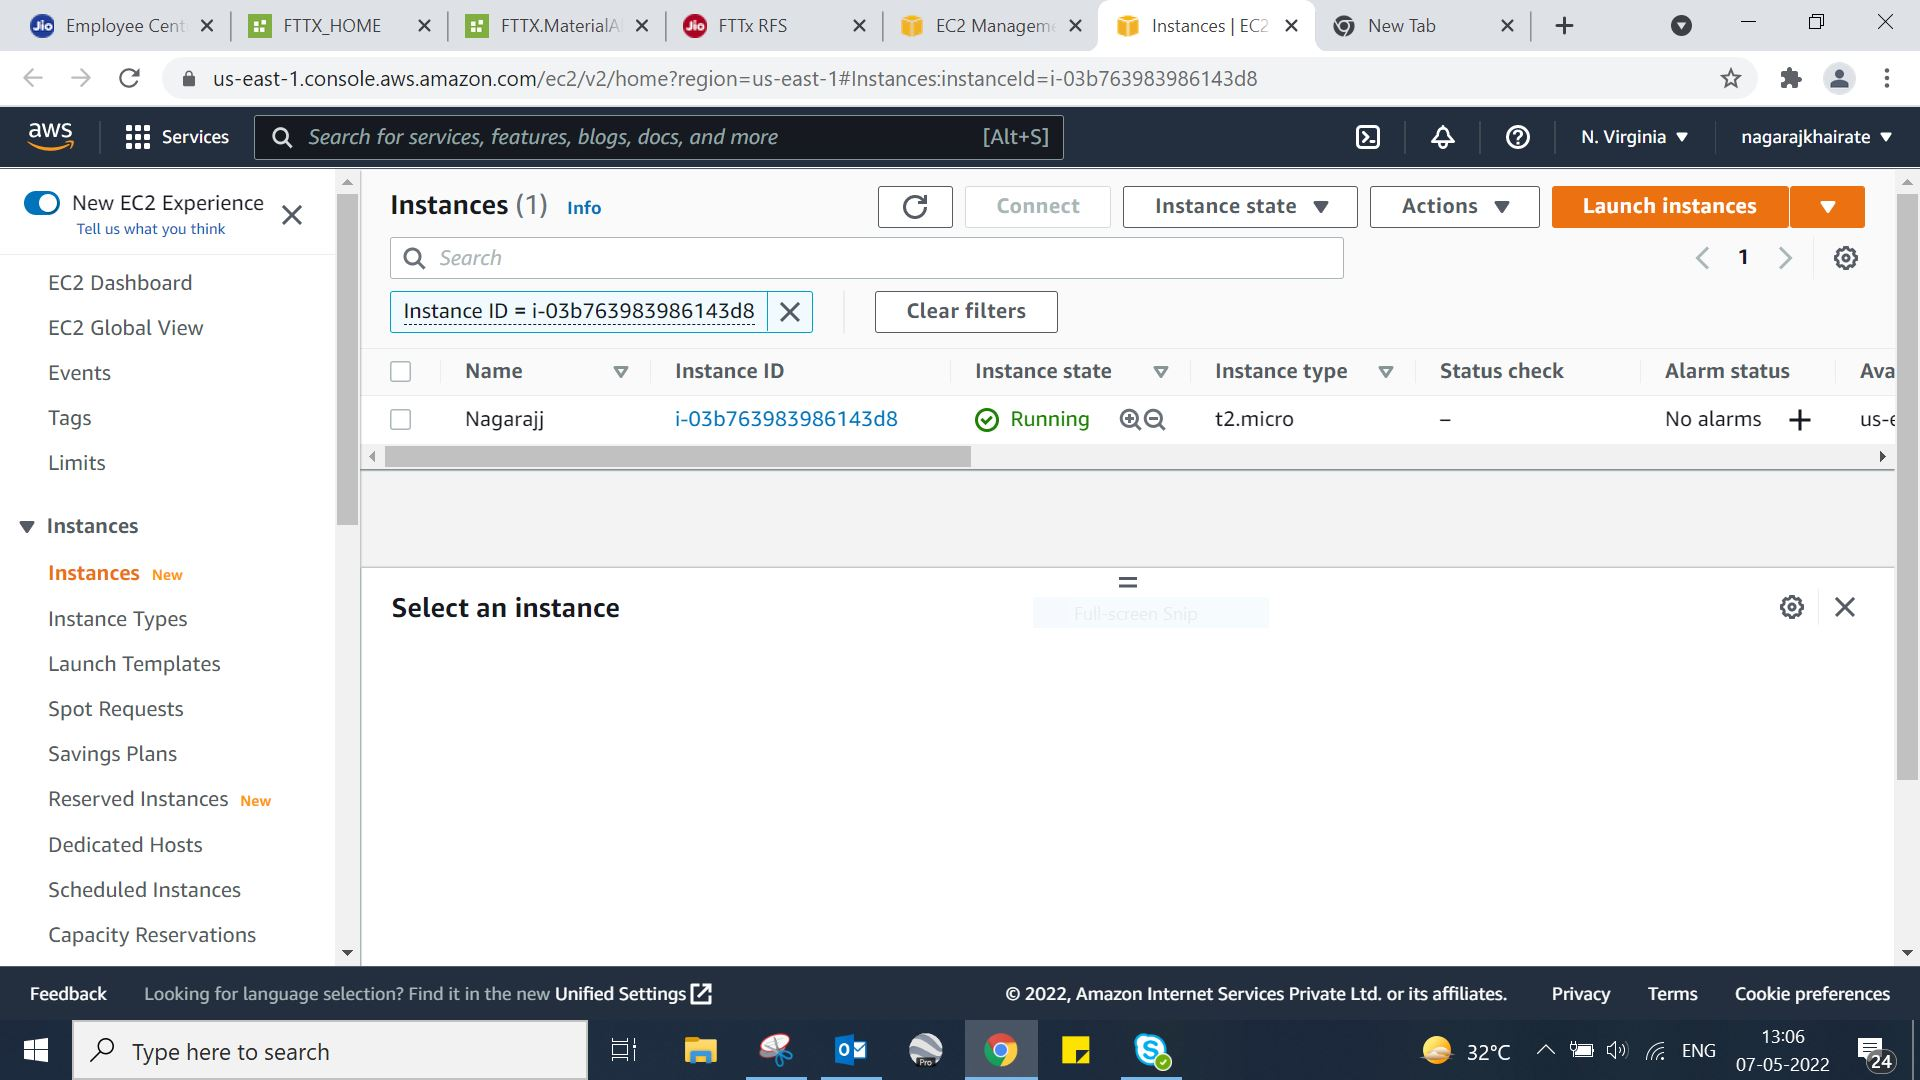 Employee Cent
FTTX_HOME
FTTX.MaterialA
FTTx RFS
EC2 Manageme
Instances | EC2
New Tab
us-east-1.console.aws.amazon.com/ec2/v2/home?region=us-east-1#Instances:instanceId=i-03b763983986143d8
aws
Services
Search for services, features, blogs, docs, and more [Alt+S]
N. Virginia
nagarajkhairate
New EC2 Experience
Tell us what you think
EC2 Dashboard
EC2 Global View
Events
Tags
Limits
Instances
Instances New
Instance Types
Launch Templates
Spot Requests
Savings Plans
Reserved Instances New
Dedicated Hosts
Scheduled Instances
Capacity Reservations
Instances (1) Info
Connect
Instance state
Actions
Launch instances
Search
1
Instance ID = i-03b763983986143d8
Clear filters
Name Instance ID Instance state Instance type Status check Alarm status Ava
Nagarajj i-03b763983986143d8 Running t2.micro – No alarms + us-e
Select an instance
Full-screen Snip
Feedback Looking for language selection? Find it in the new Unified Settings
© 2022, Amazon Internet Services Private Ltd. or its affiliates. Privacy Terms Cookie preferences
Type here to search
32°C
ENG
13:06
07-05-2022
24